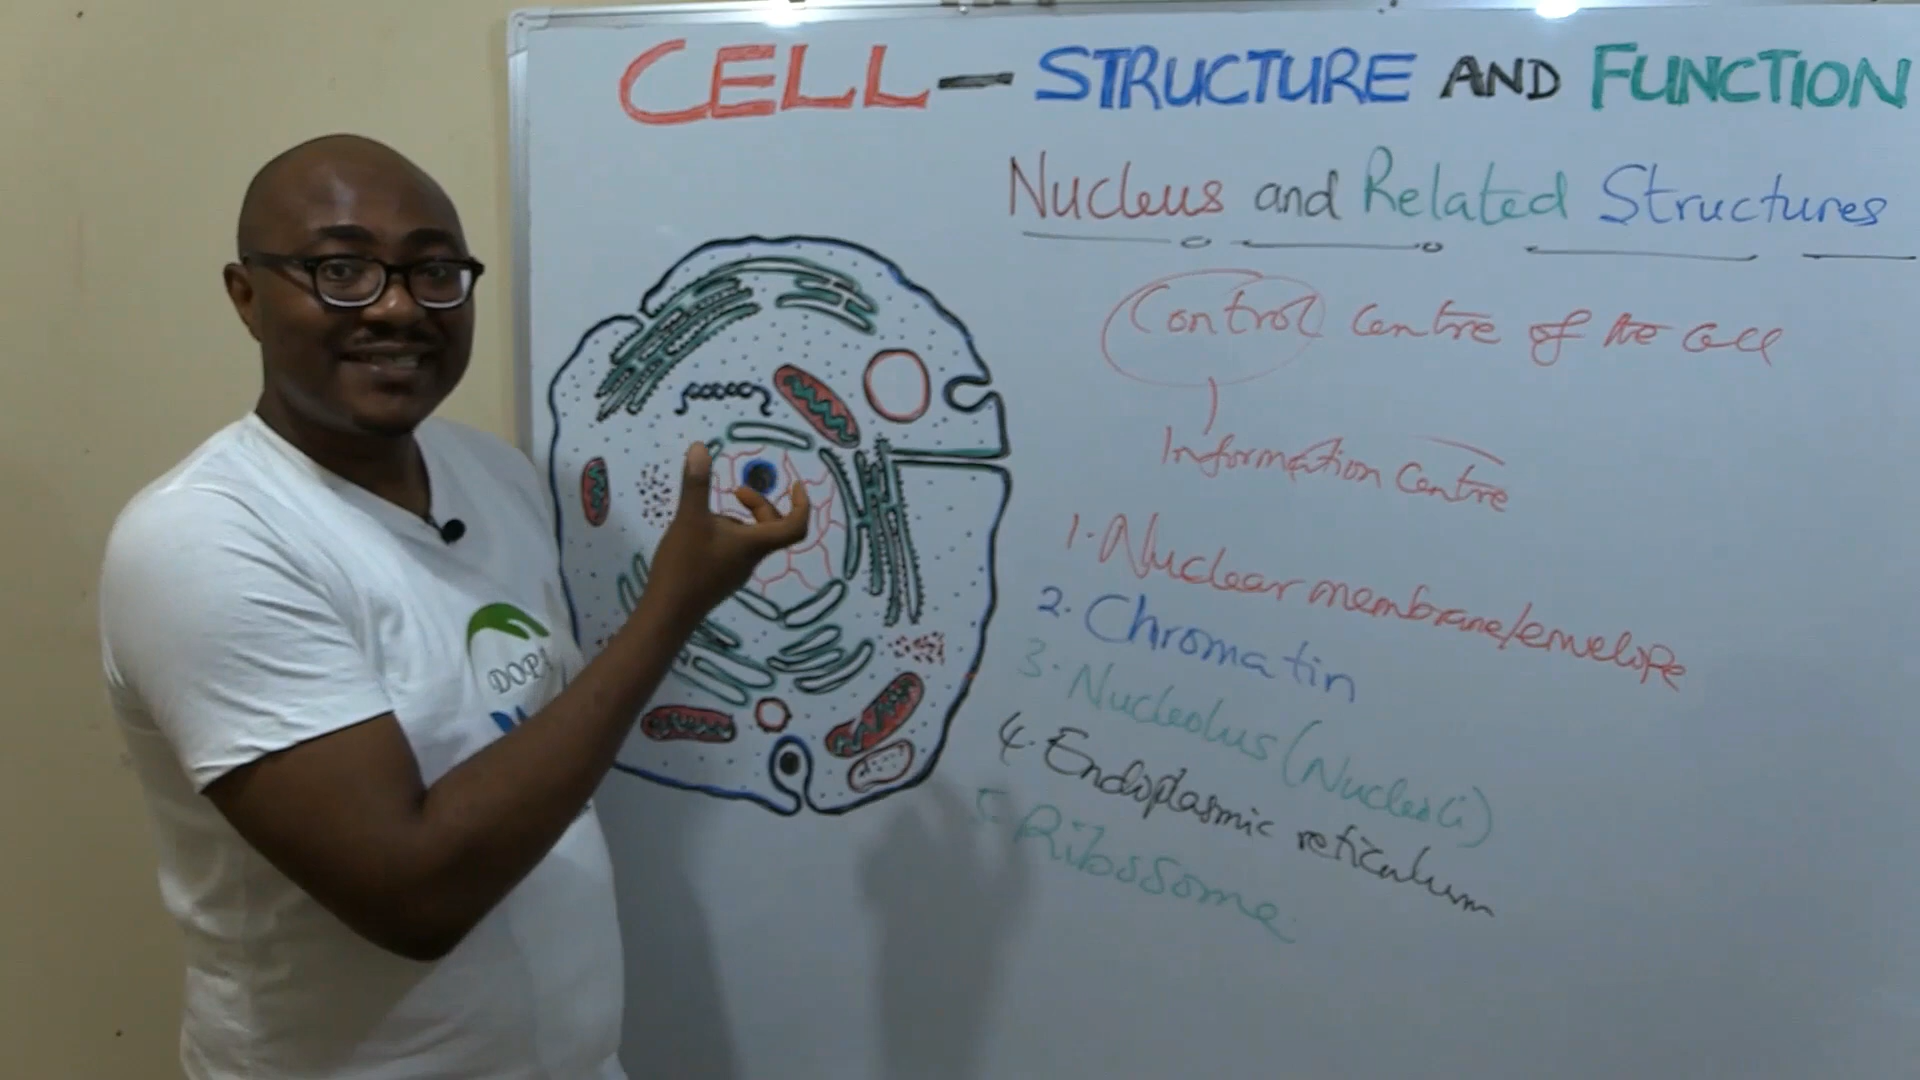 CELL - STRUCTURE AND FUNCTION
Nucleus and Related Structures
Control Centre of the Cell
Information Centre
1. Nuclear membrane/envelope
2. Chromatin
3. Nucleolus (Nucleoli)
4. Endoplasmic reticulum
5. Ribosome.
DOPA